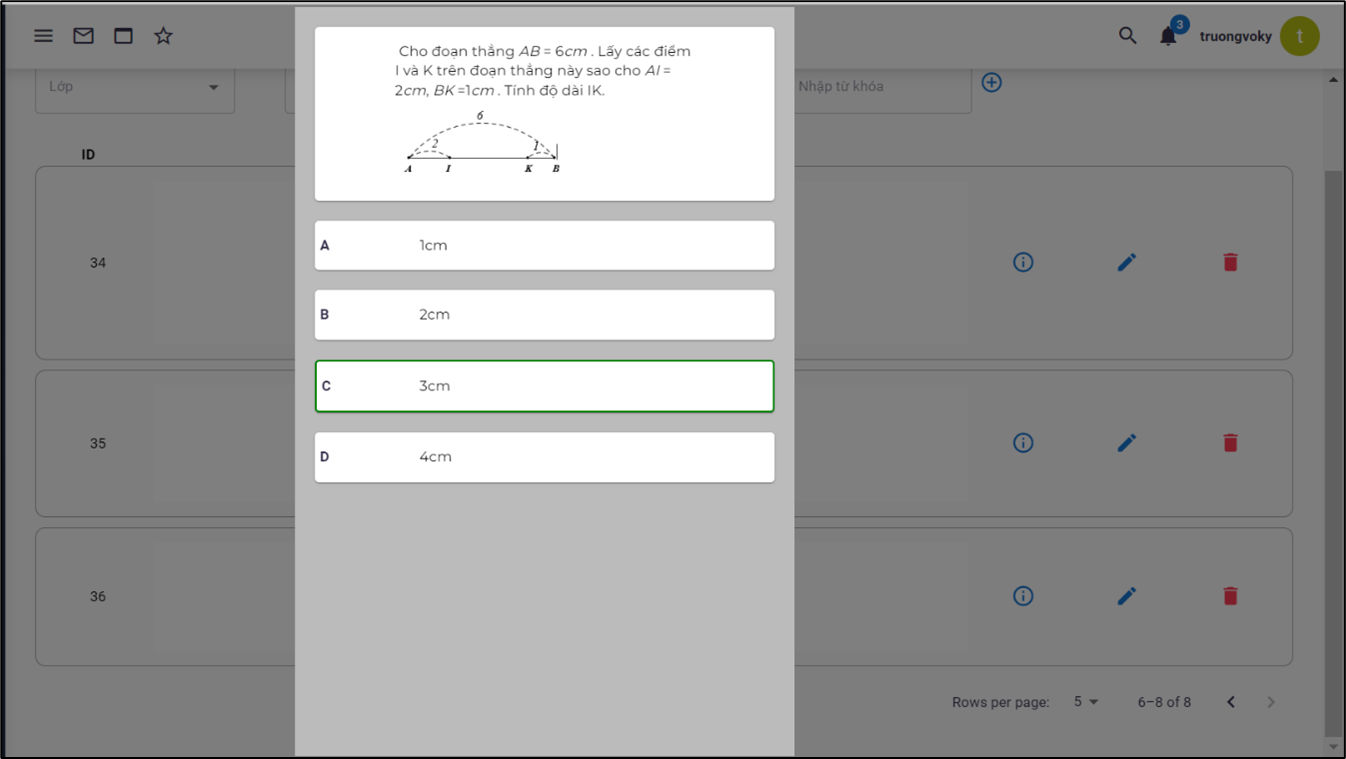 3
truongvoky
t
Lớp
Nhập từ khóa
ID
Cho đoạn thẳng AB = 6cm . Lấy các điểm
I và K trên đoạn thẳng này sao cho AI =
2cm, BK =1cm . Tính độ dài IK.
6
2
1
A I K B
A 1cm
B 2cm
C 3cm
D 4cm
34
35
36
Rows per page: 5 6–8 of 8